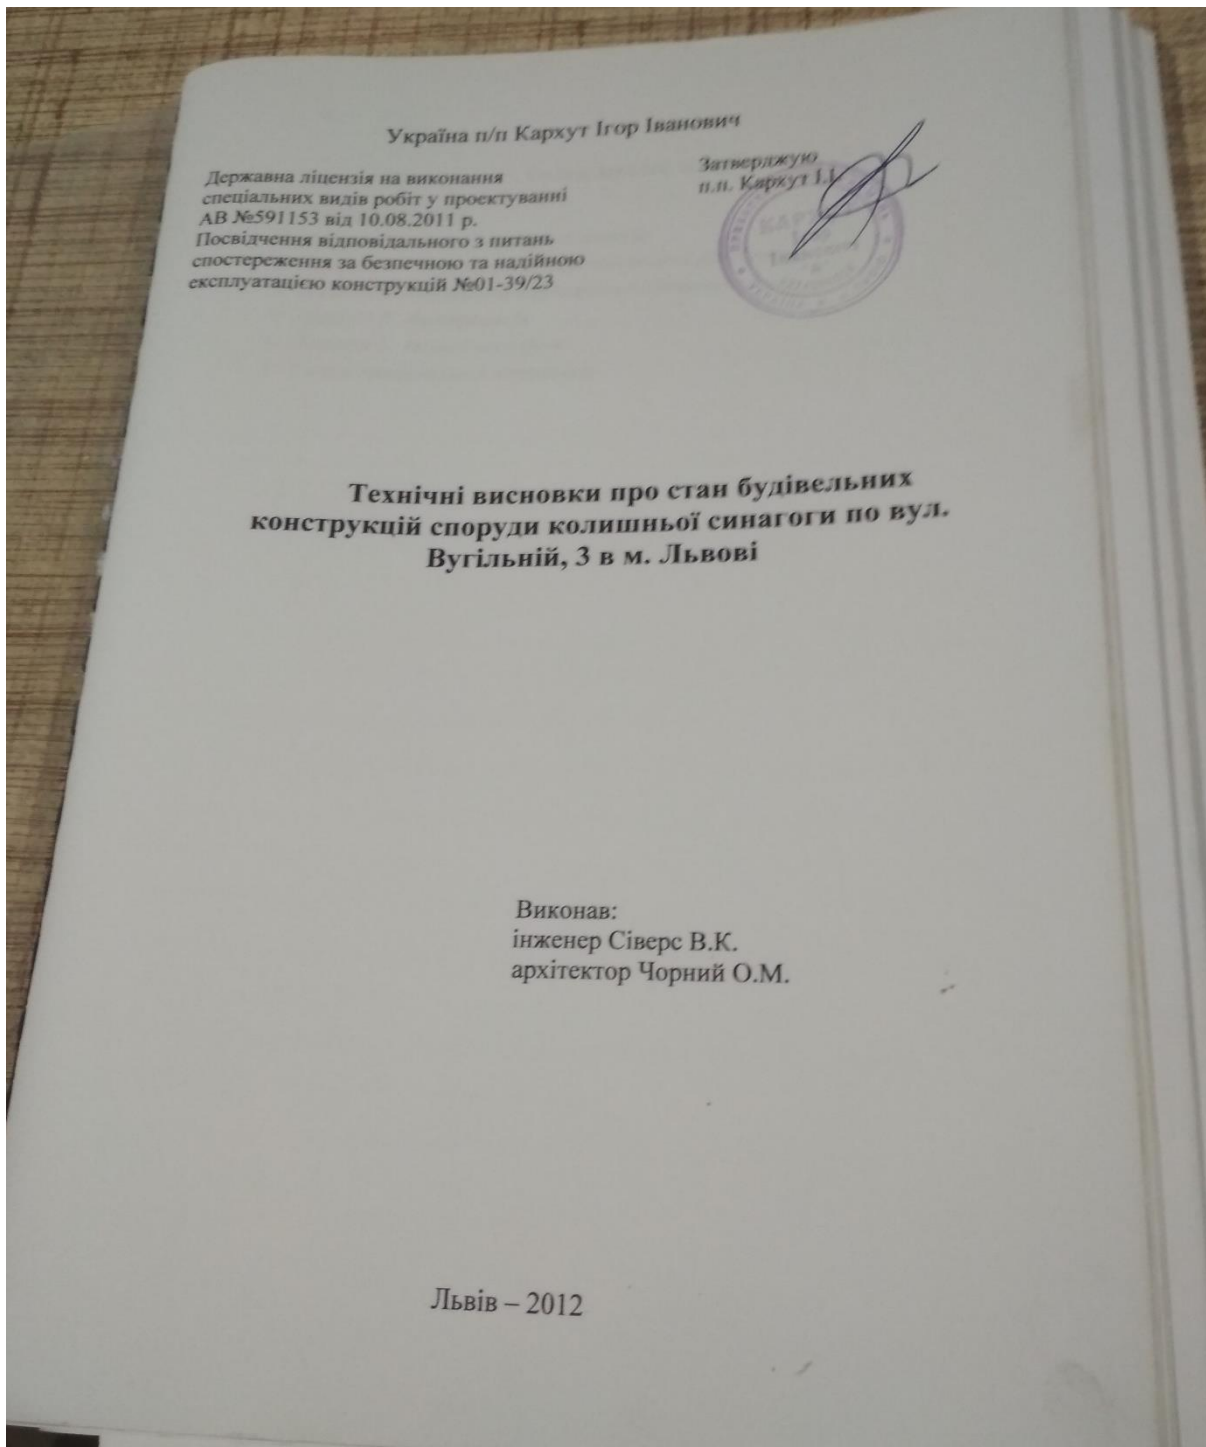 Україна п/п Кархут Ігор Іванович
Державна ліцензія на виконання
спеціальних видів робіт у проектуванні
АВ №591153 від 10.08.2011 р.
Посвідчення відповідального з питань
спостереження за безпечною та надійною
експлуатацією конструкцій №01-39/23
Затверджую
п.п. Кархут І.І.
Технічні висновки про стан будівельних
конструкцій споруди колишньої синагоги по вул.
Вугільній, 3 в м. Львові
Виконав:
інженер Сіверс В.К.
архітектор Чорний О.М.
Львів – 2012